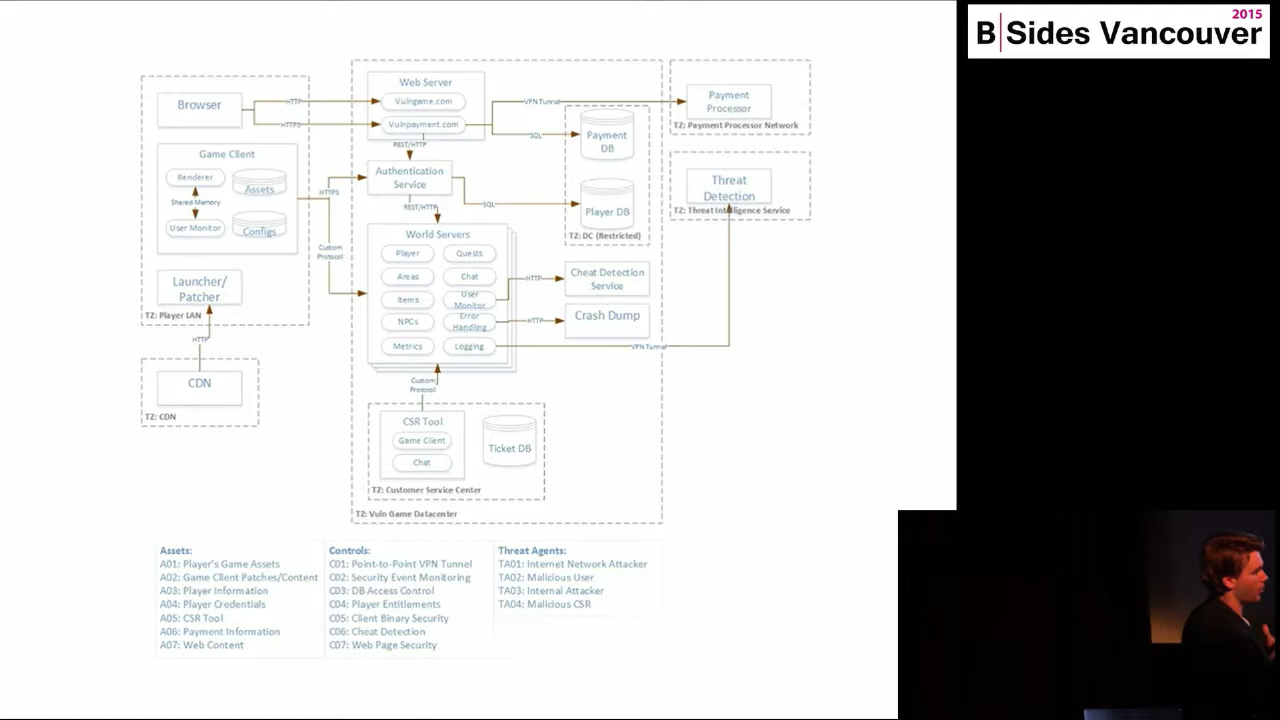 2015
B Sides Vancouver
Browser
Game Client
Renderer
Shared Memory
User Monitor
Assets
Configs
Launcher/
Patcher
TZ: Player LAN
HTTP
CDN
TZ: CDN
HTTP
HTTPS
HTTPS
Custom
Protocol
Web Server
Vulngame.com
Vulnpayment.com
REST/HTTP
Authentication
Service
REST/HTTP
World Servers
Player
Quests
Areas
Chat
Items
User
Monitor
NPCs
Error
Handling
Metrics
Logging
Custom
Protocol
CSR Tool
Game Client
Chat
Ticket DB
TZ: Customer Service Center
TZ: Vuln Game Datacenter
VPN Tunnel
SQL
SQL
Payment
DB
Player DB
TZ: DC (Restricted)
HTTP
Cheat Detection
Service
HTTP
Crash Dump
VPN Tunnel
Payment
Processor
TZ: Payment Processor Network
Threat
Detection
TZ: Threat Intelligence Service
Assets:
A01: Player's Game Assets
A02: Game Client Patches/Content
A03: Player Information
A04: Player Credentials
A05: CSR Tool
A06: Payment Information
A07: Web Content
Controls:
C01: Point-to-Point VPN Tunnel
C02: Security Event Monitoring
C03: DB Access Control
C04: Player Entitlements
C05: Client Binary Security
C06: Cheat Detection
C07: Web Page Security
Threat Agents:
TA01: Internet Network Attacker
TA02: Malicious User
TA03: Internal Attacker
TA04: Malicious CSR